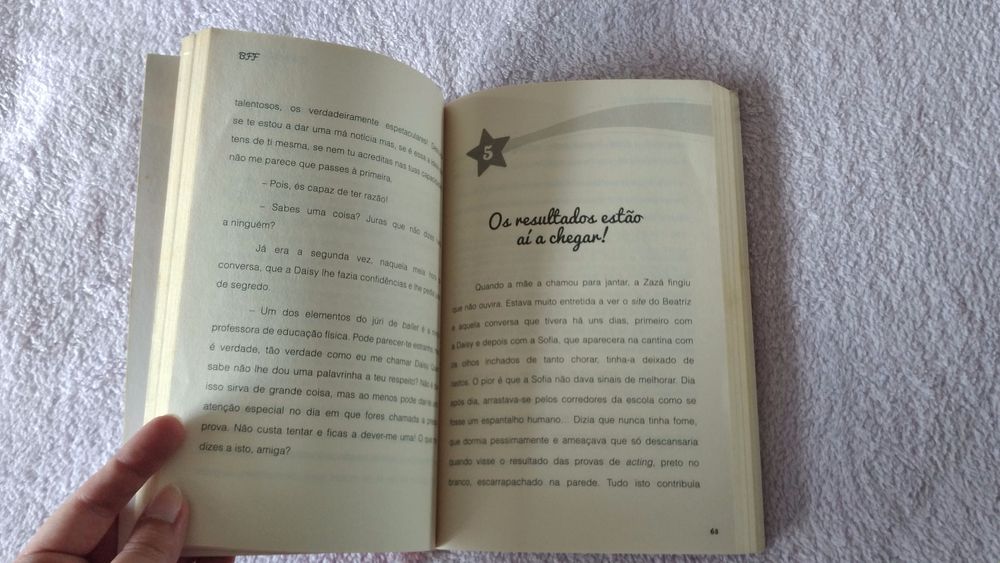 BFF
talentosos, os verdadeiramente espetaculares!
se te estou a dar uma má notícia mas, se é essa a
tens de ti mesma, se nem tu acreditas nas tuas
não me parece que passes à primeira.
– Pois, és capaz de ter razão!
– Sabes uma coisa? Juras que não dizes
a ninguém?
Já era a segunda vez, naquela meia
conversa, que a Daisy lhe fazia confidências e lhe
de segredo.
– Um dos elementos do júri de ballet é a
professora de educação física. Pode parecer-te
é verdade, tão verdade como eu me chamar Daisy.
sabe não lhe dou uma palavrinha a teu respeito? Não
isso sirva de grande coisa, mas ao menos pode
atenção especial no dia em que fores chamada a
prova. Não custa tentar e ficas a dever-me uma! O
dizes a isto, amiga?
5
Os resultados estão
aí a chegar!
Quando a mãe a chamou para jantar, a Zazá fingiu
que não ouvira. Estava muito entretida a ver o site do Beatriz
e aquela conversa que tivera há uns dias, primeiro com
a Daisy e depois com a Sofia, que aparecera na cantina com
os olhos inchados de tanto chorar, tinha-a deixado de
rastos. O pior é que a Sofia não dava sinais de melhorar. Dia
após dia, arrastava-se pelos corredores da escola como se
fosse um espantalho humano... Dizia que nunca tinha fome,
que dormia pessimamente e ameaçava que só descansaria
quando visse o resultado das provas de acting, preto no
branco, escarrapachado na parede. Tudo isto contribuía
63